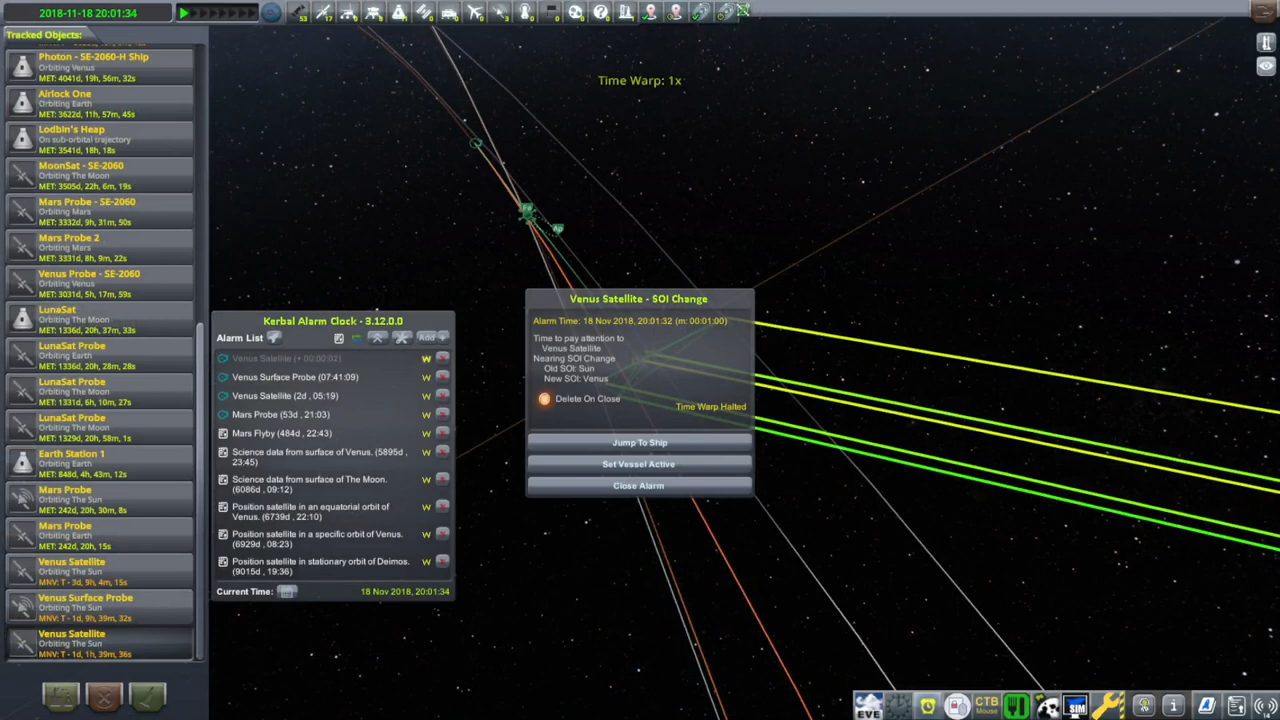 2018-11-18 20:01:34
53
17
Tracked Objects:
Photon - SE-2060-H Ship
Orbiting Venus
MET: 4041d, 19h, 56m, 32s
Airlock One
Orbiting Earth
MET: 3622d, 11h, 57m, 45s
Lodbin's Heap
On sub-orbital trajectory
MET: 3541d, 18h, 18s
MoonSat - SE-2060
Orbiting The Moon
MET: 3505d, 22h, 6m, 19s
Mars Probe - SE-2060
Orbiting Mars
MET: 3332d, 9h, 31m, 50s
Mars Probe 2
Orbiting Mars
MET: 3331d, 8h, 9m, 22s
Venus Probe - SE-2060
Orbiting Venus
MET: 3031d, 5h, 17m, 59s
LunaSat
Orbiting The Moon
MET: 1336d, 20h, 37m, 33s
LunaSat Probe
Orbiting Earth
MET: 1336d, 20h, 28m, 28s
LunaSat Probe
Orbiting The Moon
MET: 1331d, 6h, 10m, 27s
LunaSat Probe
Orbiting The Moon
MET: 1329d, 20h, 58m, 1s
Earth Station 1
Orbiting Earth
MET: 848d, 4h, 43m, 12s
Mars Probe
Orbiting The Sun
MET: 242d, 20h, 30m, 8s
Mars Probe
Orbiting Earth
MET: 242d, 20h, 15s
Venus Satellite
Orbiting The Sun
MNV: T - 3d, 9h, 4m, 15s
Venus Surface Probe
Orbiting The Sun
MNV: T - 1d, 9h, 39m, 32s
Venus Satellite
Orbiting The Sun
MNV: T - 1d, 1h, 39m, 36s
Time Warp: 1x
Pe
Ap
Kerbal Alarm Clock - 3.12.0.0
Alarm List
Add +
Venus Satellite (+ 00:00:02)
W
Venus Surface Probe (07:41:09)
W
Venus Satellite (2d , 05:19)
W
Mars Probe (53d , 21:03)
W
Mars Flyby (484d , 22:43)
W
Science data from surface of Venus. (5895d ,
23:45)
W
Science data from surface of The Moon.
(6086d , 09:12)
W
Position satellite in an equatorial orbit of
Venus. (6739d , 22:10)
W
Position satellite in a specific orbit of Venus.
(6929d , 08:23)
W
Position satellite in stationary orbit of Deimos.
(9015d , 19:36)
W
Current Time:
18 Nov 2018, 20:01:34
Venus Satellite - SOI Change
Alarm Time: 18 Nov 2018, 20:01:32 (m: 00:01:00)
Time to pay attention to
Venus Satellite
Nearing SOI Change
Old SOI: Sun
New SOI: Venus
Delete On Close
Time Warp Halted
Jump To Ship
Set Vessel Active
Close Alarm
EVE
CTB
Mouse
SIM